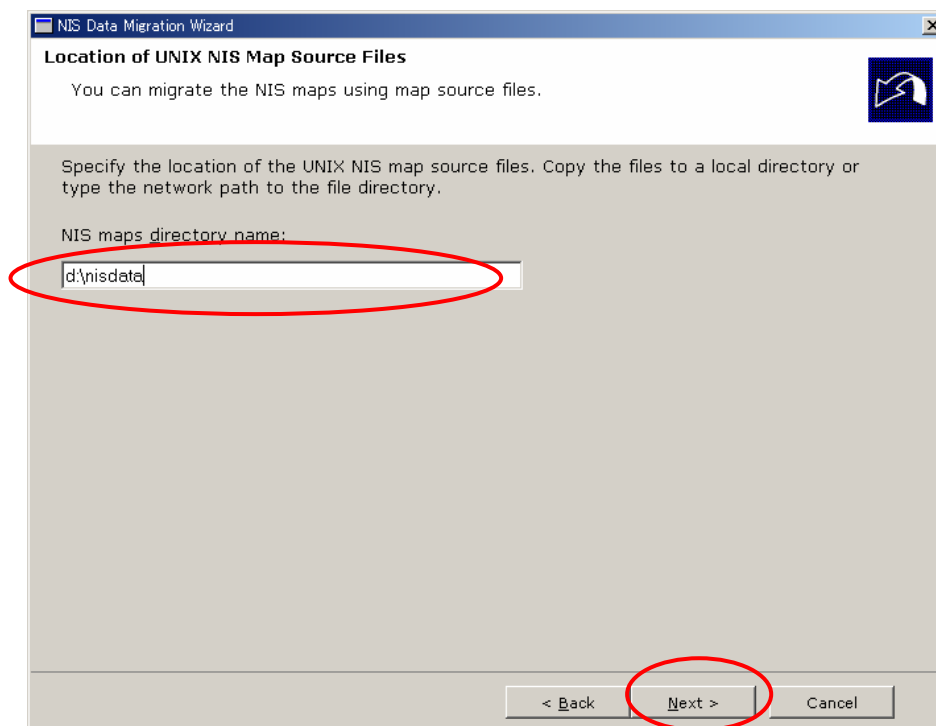 NIS Data Migration Wizard
Location of UNIX NIS Map Source Files
You can migrate the NIS maps using map source files.
Specify the location of the UNIX NIS map source files. Copy the files to a local directory or
type the network path to the file directory.
NIS maps directory name:
d:\nisdata
< Back Next > Cancel